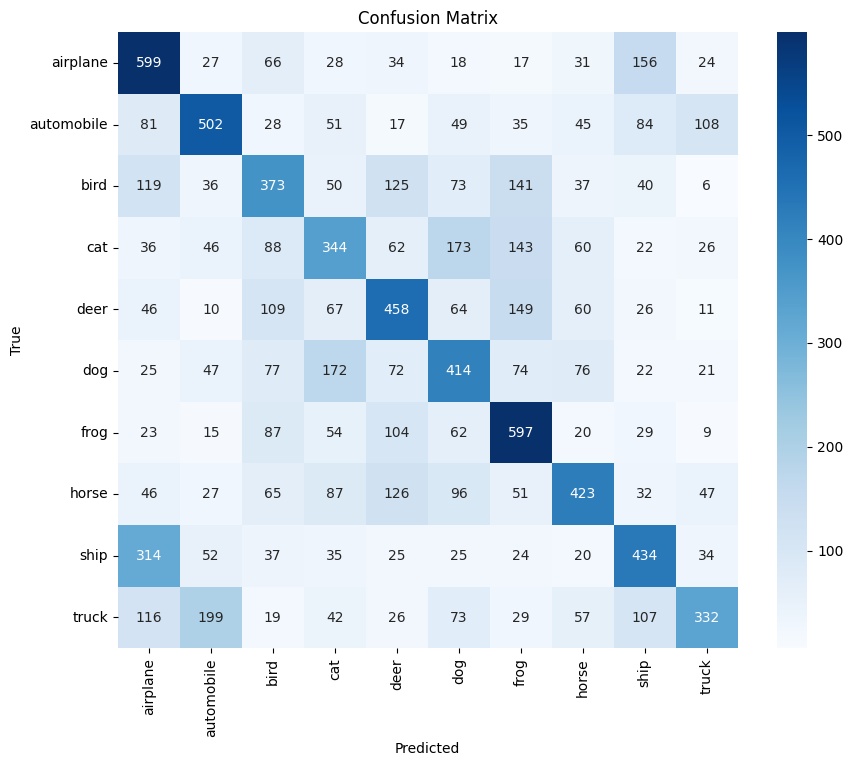 Confusion Matrix
airplane 599 27 66 28 34 18 17 31 156 24
automobile 81 502 28 51 17 49 35 45 84 108
bird 119 36 373 50 125 73 141 37 40 6
cat 36 46 88 344 62 173 143 60 22 26
deer 46 10 109 67 458 64 149 60 26 11
dog 25 47 77 172 72 414 74 76 22 21
frog 23 15 87 54 104 62 597 20 29 9
horse 46 27 65 87 126 96 51 423 32 47
ship 314 52 37 35 25 25 24 20 434 34
truck 116 199 19 42 26 73 29 57 107 332
True
airplane automobile bird cat deer dog frog horse ship truck
Predicted
500
400
300
200
100